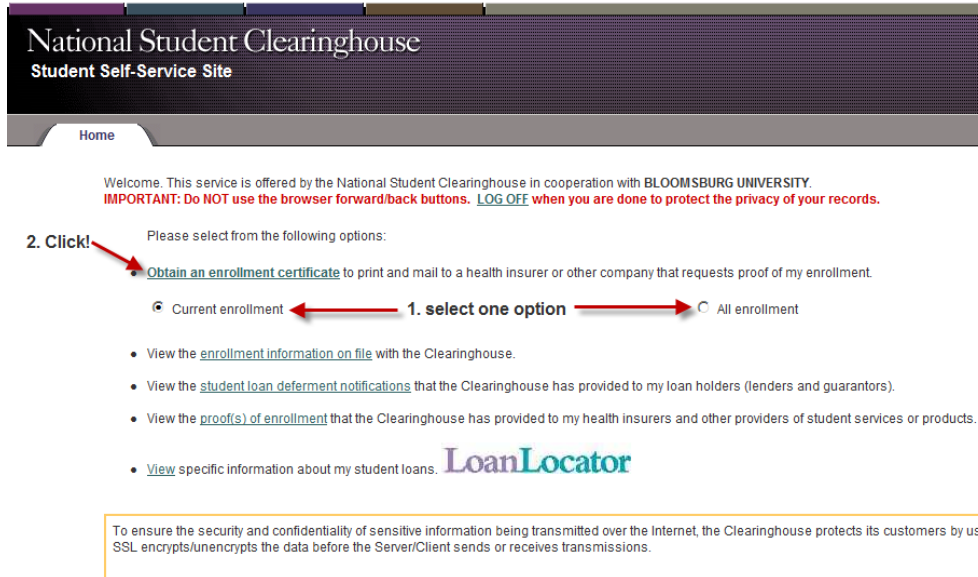 National Student Clearinghouse
Student Self-Service Site
Home
Welcome. This service is offered by the National Student Clearinghouse in cooperation with BLOOMSBURG UNIVERSITY.
IMPORTANT: Do NOT use the browser forward/back buttons. LOG OFF when you are done to protect the privacy of your records.
2. Click!
Please select from the following options:
• Obtain an enrollment certificate to print and mail to a health insurer or other company that requests proof of my enrollment.
Current enrollment 1. select one option All enrollment
• View the enrollment information on file with the Clearinghouse.
• View the student loan deferment notifications that the Clearinghouse has provided to my loan holders (lenders and guarantors).
• View the proof(s) of enrollment that the Clearinghouse has provided to my health insurers and other providers of student services or products.
• View specific information about my student loans. LoanLocator
To ensure the security and confidentiality of sensitive information being transmitted over the Internet, the Clearinghouse protects its customers by us
SSL encrypts/unencrypts the data before the Server/Client sends or receives transmissions.